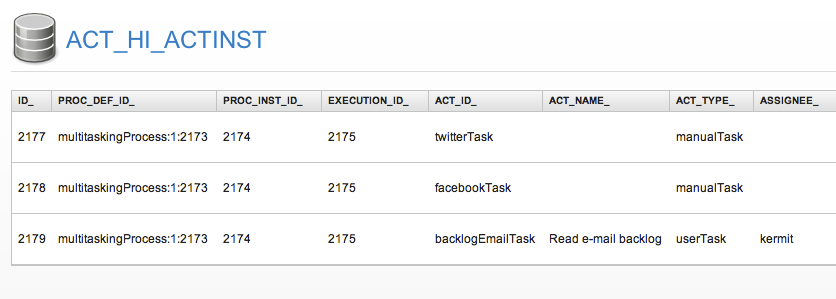 ACT_HI_ACTINST
ID_ PROC_DEF_ID_ PROC_INST_ID_ EXECUTION_ID_ ACT_ID_ ACT_NAME_ ACT_TYPE_ ASSIGNEE_
2177 multitaskingProcess:1:2173 2174 2175 twitterTask manualTask
2178 multitaskingProcess:1:2173 2174 2175 facebookTask manualTask
2179 multitaskingProcess:1:2173 2174 2175 backlogEmailTask Read e-mail backlog userTask kermit